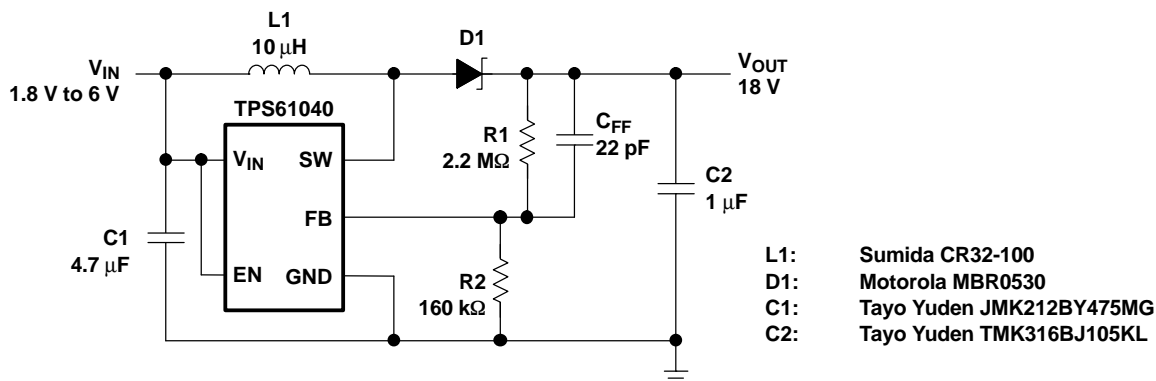 L1
10 μH
D1
V_IN
1.8 V to 6 V
V_OUT
18 V
TPS61040
V_IN
SW
FB
EN
GND
R1
2.2 MΩ
C_FF
22 pF
C2
1 μF
C1
4.7 μF
R2
160 kΩ
L1: Sumida CR32-100
D1: Motorola MBR0530
C1: Tayo Yuden JMK212BY475MG
C2: Tayo Yuden TMK316BJ105KL